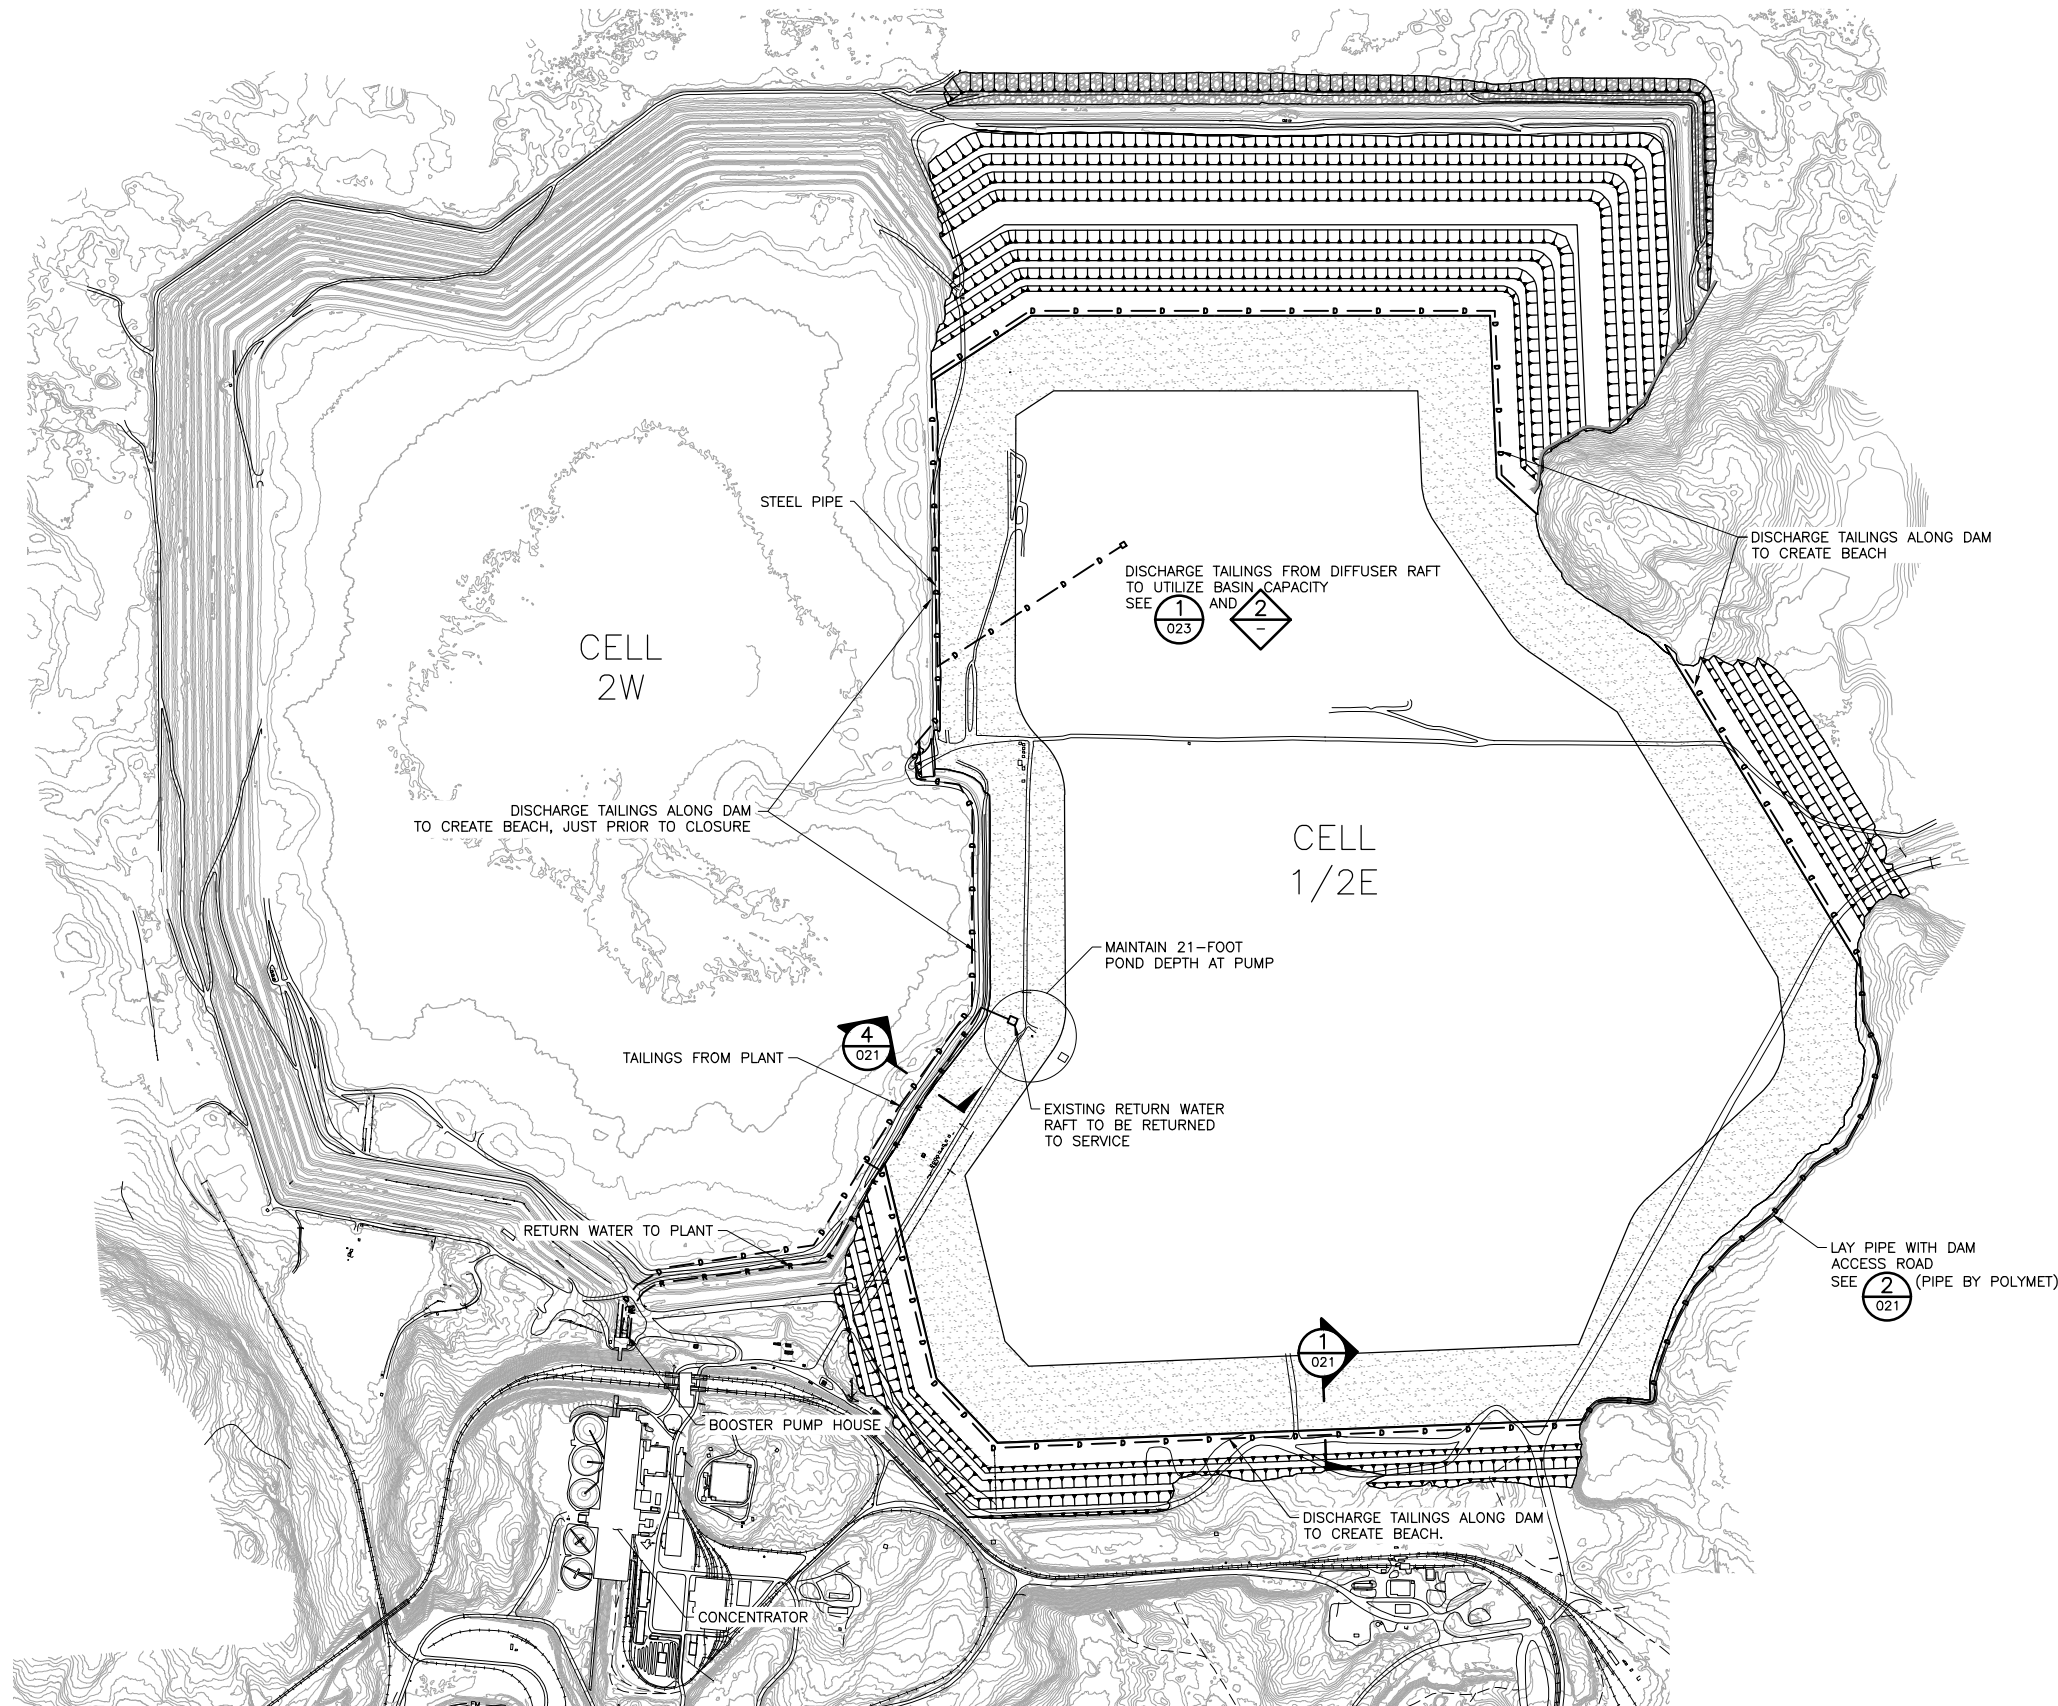 STEEL PIPE
DISCHARGE TAILINGS ALONG DAM
TO CREATE BEACH
DISCHARGE TAILINGS FROM DIFFUSER RAFT
TO UTILIZE BASIN CAPACITY
SEE 1 023 AND 2 –
CELL
2W
DISCHARGE TAILINGS ALONG DAM
TO CREATE BEACH, JUST PRIOR TO CLOSURE
CELL
1/2E
MAINTAIN 21-FOOT
POND DEPTH AT PUMP
4
021
TAILINGS FROM PLANT
EXISTING RETURN WATER
RAFT TO BE RETURNED
TO SERVICE
RETURN WATER TO PLANT
LAY PIPE WITH DAM
ACCESS ROAD
SEE 2 021 (PIPE BY POLYMET)
1
021
BOOSTER PUMP HOUSE
DISCHARGE TAILINGS ALONG DAM
TO CREATE BEACH.
CONCENTRATOR